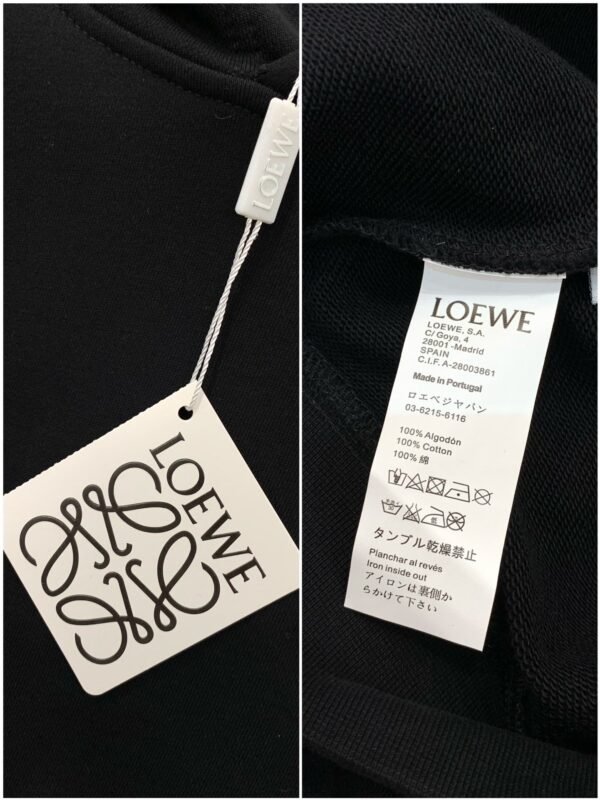 LOEWE
LOEWE
LOEWE
LOEWE, S.A.
C/ Goya, 4
28001 -Madrid
SPAIN
C.I.F. A-28003861
Made in Portugal
ロエベジャパン
03-6215-6116
100% Algodón
100% Cotton
100% 綿
タンブル乾燥禁止
Planchar al revés
Iron inside out
アイロンは裏側か
らかけて下さい